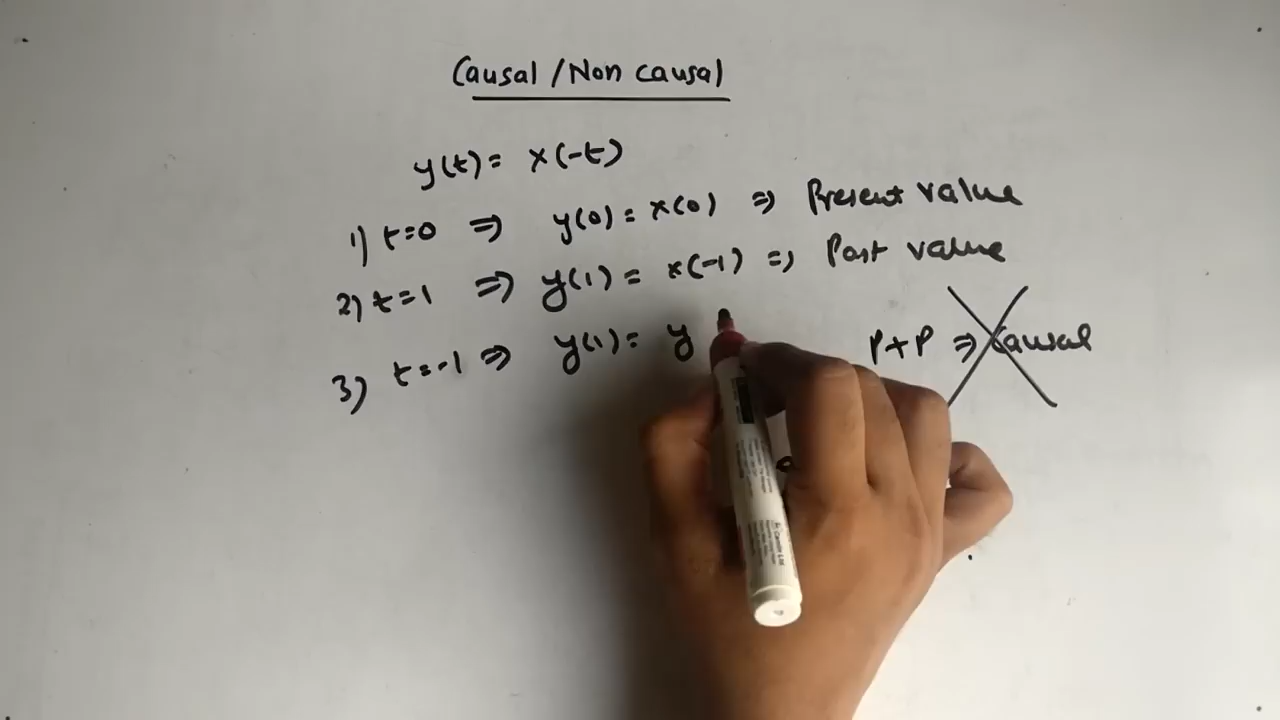 Causal / Non causal
y(t) = x(-t)
1) t=0 ⇒ y(0) = x(0) ⇒ Present value
2) t=1 ⇒ y(1) = x(-1) ⇒ Past value
3) t=-1 ⇒ y(1) = y
P+P ⇒ Causal